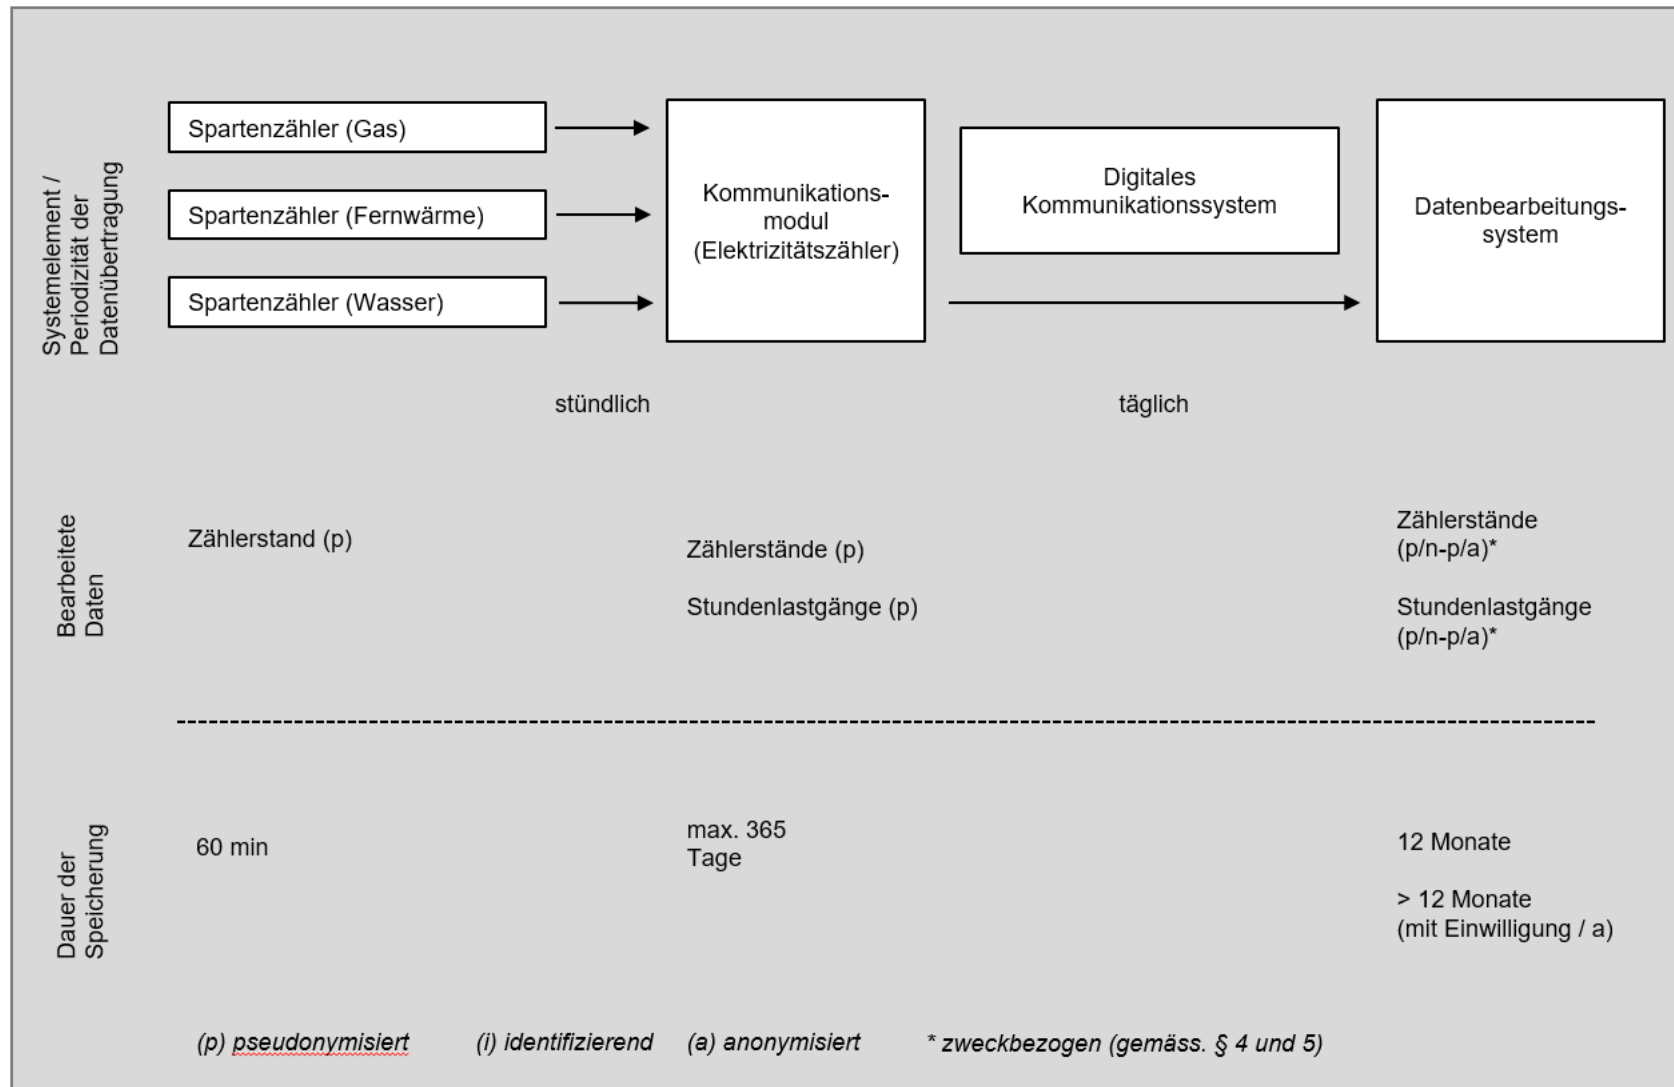 Systemelement /
Periodizität der
Datenübertragung
Spartenzähler (Gas)
Spartenzähler (Fernwärme)
Spartenzähler (Wasser)
Kommunikations-
modul
(Elektrizitätszähler)
Digitales
Kommunikationssystem
Datenbearbeitungs-
system
stündlich
täglich
Bearbeitete
Daten
Zählerstand (p)
Zählerstände (p)
Stundenlastgänge (p)
Zählerstände
(p/n-p/a)*
Stundenlastgänge
(p/n-p/a)*
Dauer der
Speicherung
60 min
max. 365
Tage
12 Monate
> 12 Monate
(mit Einwilligung / a)
(p) pseudonymisiert (i) identifizierend (a) anonymisiert * zweckbezogen (gemäss. § 4 und 5)